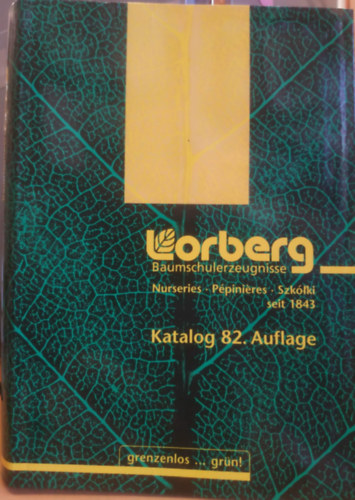 Lorberg
Baumschulerzeugnisse
Nurseries · Pépinières · Szkółki
seit 1843
Katalog 82. Auflage
grenzenlos ... grün!